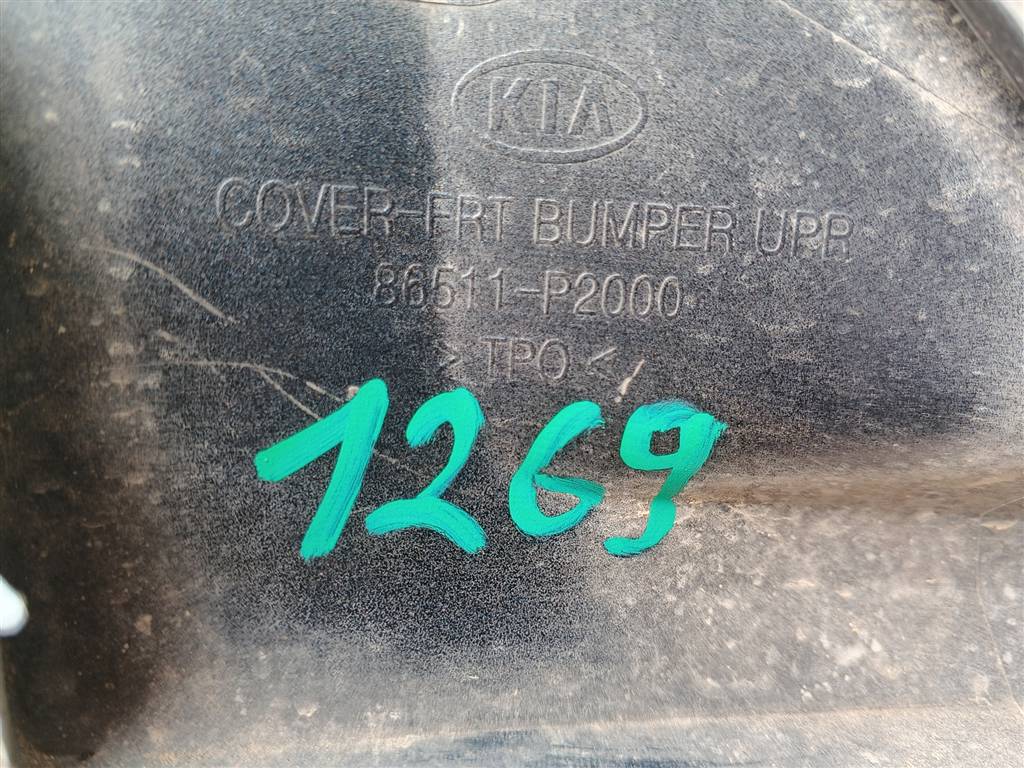 KIA
COVER-FRT BUMPER UPR
86511-P2000
> TPO <
1269